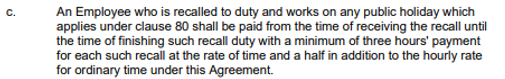 c. An Employee who is recalled to duty and works on any public holiday which
applies under clause 80 shall be paid from the time of receiving the recall until
the time of finishing such recall duty with a minimum of three hours' payment
for each such recall at the rate of time and a half in addition to the hourly rate
for ordinary time under this Agreement.